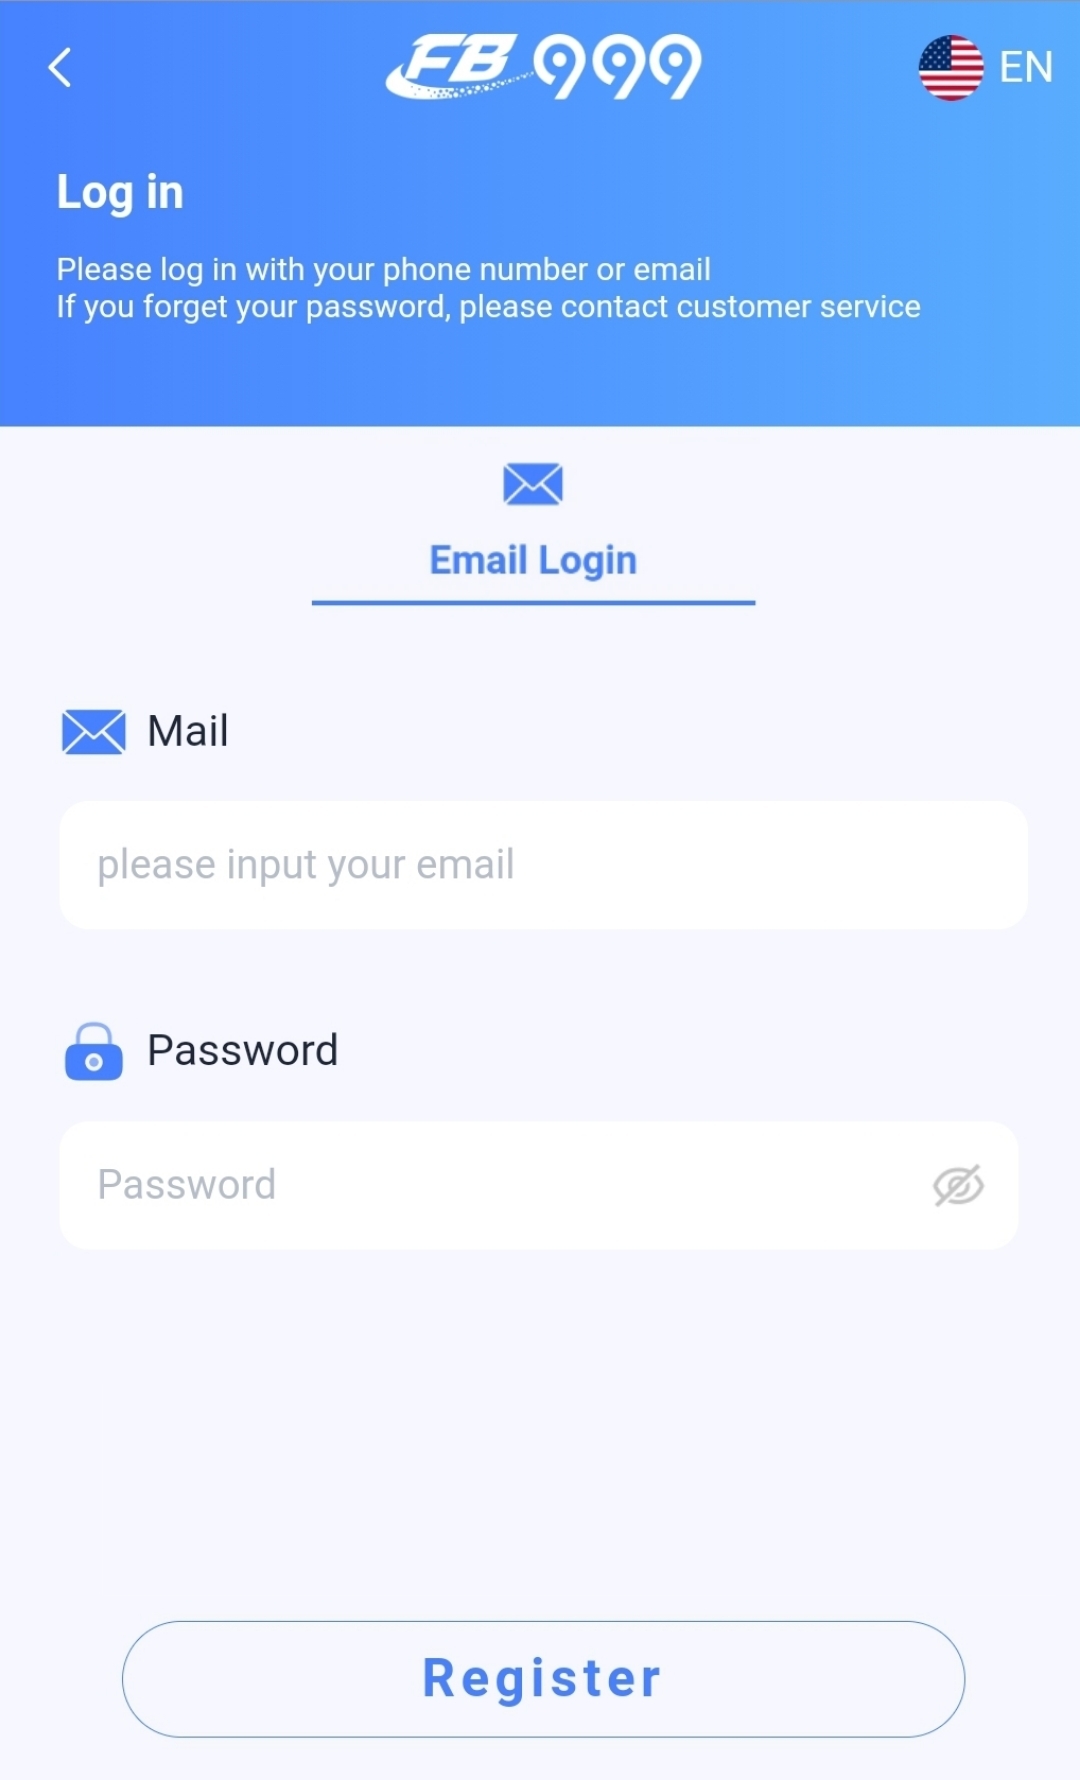 FB999
EN
Log in
Please log in with your phone number or email
If you forget your password, please contact customer service
Email Login
Mail
please input your email
Password
Password
Register